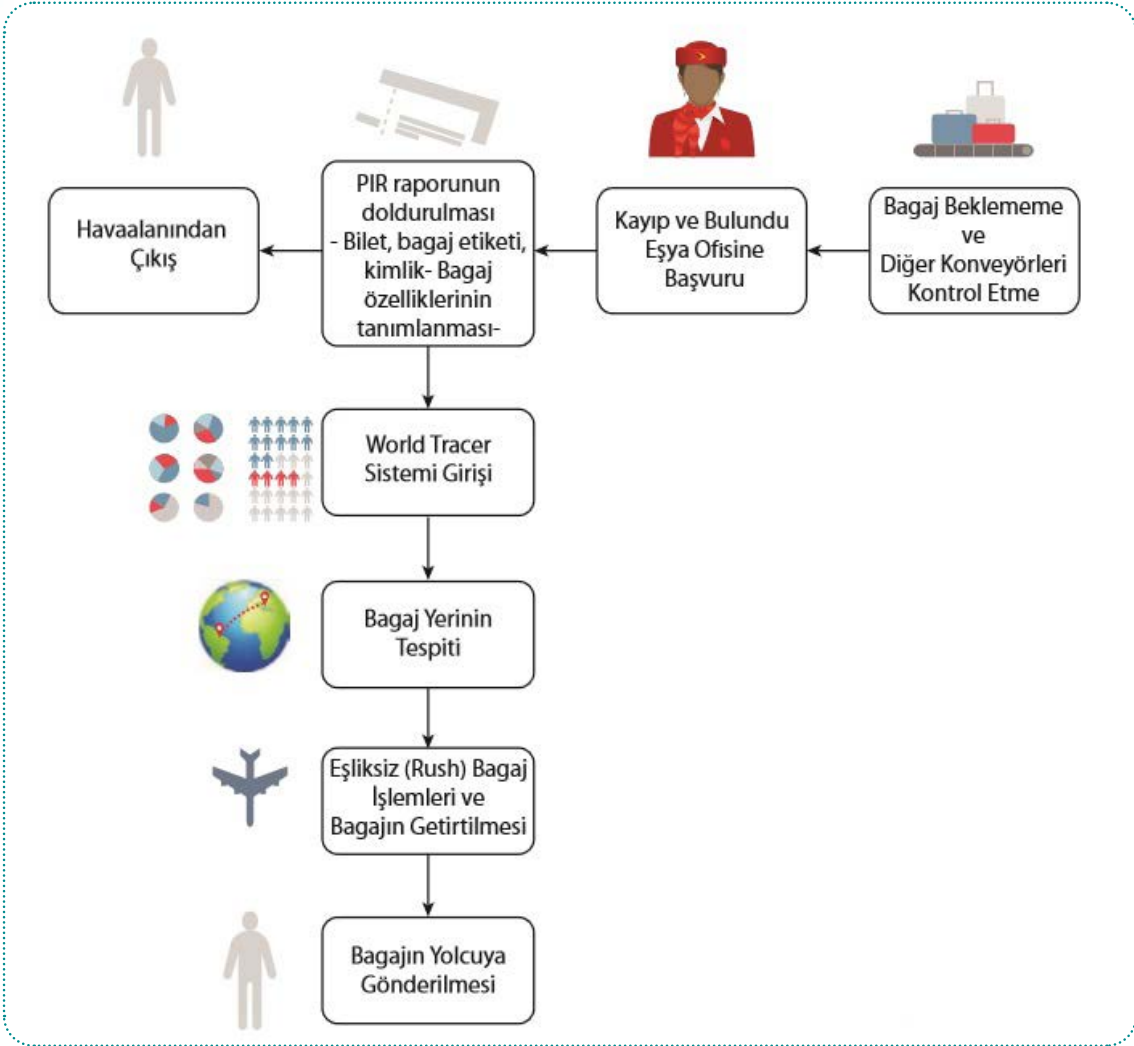 Havaalanından
Çıkış
PIR raporunun
doldurulması
- Bilet, bagaj etiketi,
kimlik- Bagaj
özelliklerinin
tanımlanması-
Kayıp ve Bulundu
Eşya Ofisine
Başvuru
Bagaj Beklememe
ve
Diğer Konveyörleri
Kontrol Etme
World Tracer
Sistemi Girişi
Bagaj Yerinin
Tespiti
Eşliksiz (Rush) Bagaj
İşlemleri ve
Bagajın Getirtilmesi
Bagajın Yolcuya
Gönderilmesi